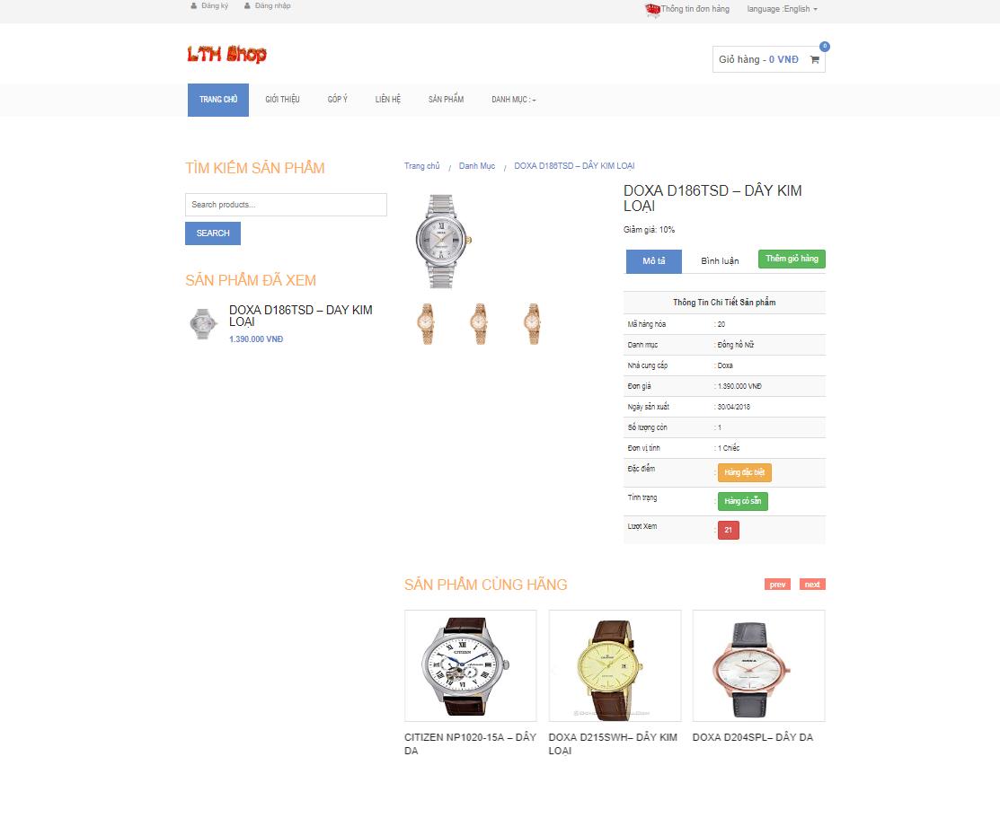 Đăng ký Đăng nhập Thông tin đơn hàng language :English
LTH Shop
Giỏ hàng - 0 VNĐ 0
TRANG CHỦ GIỚI THIỆU GÓP Ý LIÊN HỆ SẢN PHẨM DANH MỤC :
TÌM KIẾM SẢN PHẨM
Search products...
SEARCH
SẢN PHẨM ĐÃ XEM
DOXA D186TSD – DÂY KIM
LOẠI
1.390.000 VNĐ
Trang chủ / Danh Mục / DOXA D186TSD – DÂY KIM LOẠI
DOXA D186TSD – DÂY KIM
LOẠI
Giảm giá: 10%
Mô tả Bình luận Thêm giỏ hàng
Thông Tin Chi Tiết Sản phẩm
Mã hàng hóa : 20
Danh mục : Đồng hồ Nữ
Nhà cung cấp : Doxa
Đơn giá : 1.390.000 VNĐ
Ngày sản xuất : 30/04/2018
Số lượng còn : 1
Đơn vị tính : 1 Chiếc
Đặc điểm : Hàng đặc biệt
Tình trạng : Hàng có sẵn
Lượt Xem : 21
SẢN PHẨM CÙNG HÃNG prev next
CITIZEN
DOXA
CITIZEN NP1020-15A – DÂY
DA
DOXA D215SWH– DÂY KIM
LOẠI
DOXA D204SPL– DÂY DA